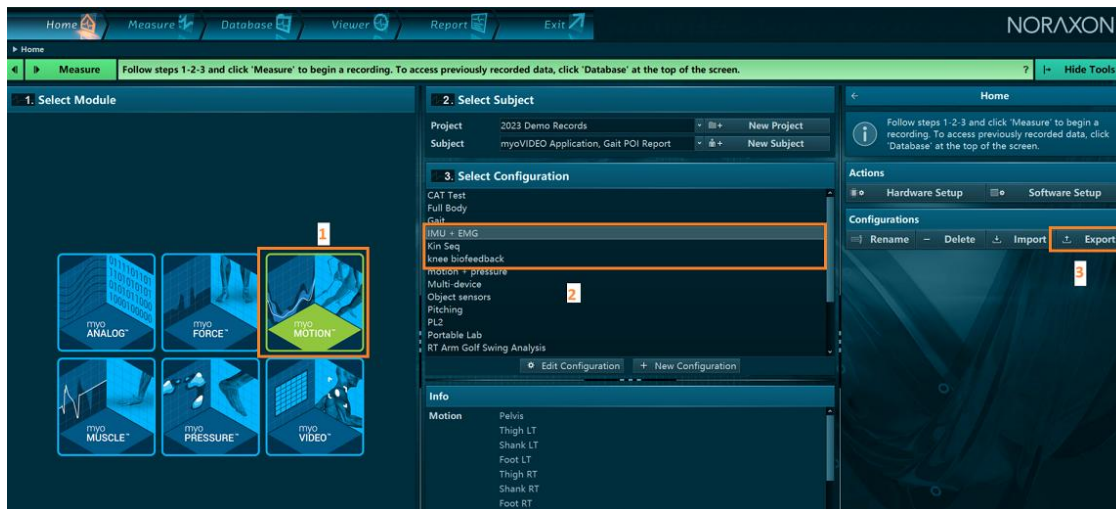 Home Measure Database Viewer Report Exit NORAXON
Home
Measure Follow steps 1-2-3 and click 'Measure' to begin a recording. To access previously recorded data, click 'Database' at the top of the screen. ? Hide Tools
1. Select Module
2. Select Subject
Project 2023 Demo Records New Project
Subject myoVIDEO Application, Gait POI Report New Subject
3. Select Configuration
CAT Test
Full Body
Gait
IMU + EMG
Kin Seq
knee biofeedback
motion + pressure
Multi-device
Object sensors
Pitching
PL2
Portable Lab
RT Arm Golf Swing Analysis
Edit Configuration + New Configuration
Info
Motion Pelvis
Thigh LT
Shank LT
Foot LT
Thigh RT
Shank RT
Foot RT
1
2
myo
ANALOG™
myo
FORCE™
myo
MOTION™
myo
MUSCLE™
myo
PRESSURE™
myo
VIDEO™
Home
Follow steps 1-2-3 and click 'Measure' to begin a
recording. To access previously recorded data, click
'Database' at the top of the screen.
Actions
Hardware Setup Software Setup
Configurations
Rename Delete Import Export
3